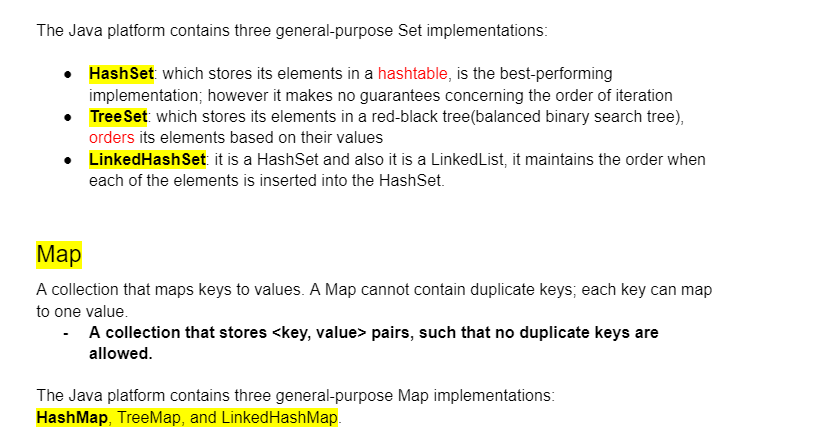 The Java platform contains three general-purpose Set implementations:
● HashSet: which stores its elements in a hashtable, is the best-performing
implementation; however it makes no guarantees concerning the order of iteration
● TreeSet: which stores its elements in a red-black tree(balanced binary search tree),
orders its elements based on their values
● LinkedHashSet: it is a HashSet and also it is a LinkedList, it maintains the order when
each of the elements is inserted into the HashSet.
Map
A collection that maps keys to values. A Map cannot contain duplicate keys; each key can map
to one value.
- A collection that stores <key, value> pairs, such that no duplicate keys are
allowed.
The Java platform contains three general-purpose Map implementations:
HashMap, TreeMap, and LinkedHashMap.